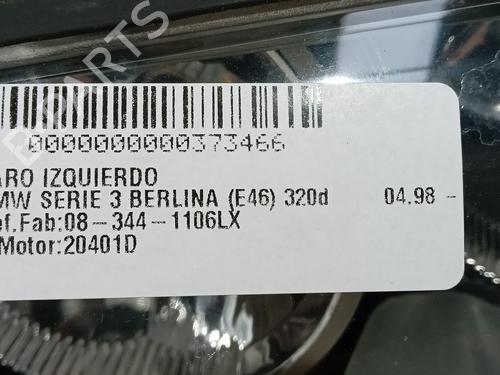 0000000000373466
ARO IZQUIERDO
MW SERIE 3 BERLINA (E46) 320d 04.98 -
ef.Fab:08-344-1106LX
Motor:20401D